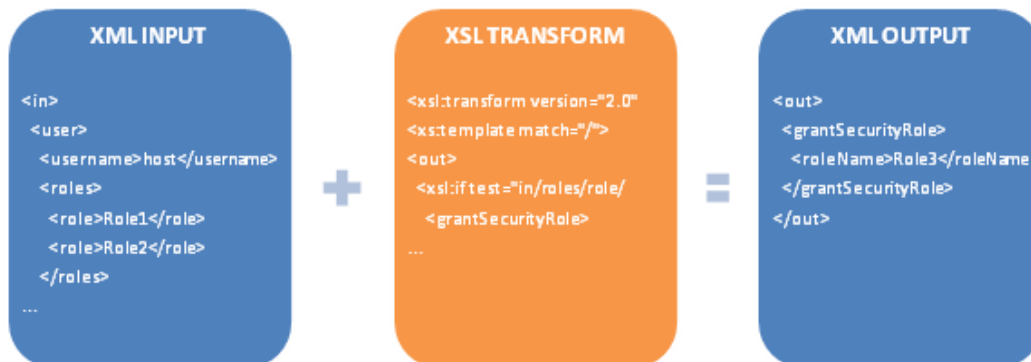 XML INPUT
<in>
<user>
<username>host</username>
<roles>
<role>Role1</role>
<role>Role2</role>
</roles>
...
XSL TRANSFORM
<xsl:transform version="2.0"
<xs:template match="/">
<out>
<xsl:if test="in/roles/role/
<grantSecurityRole>
...
XML OUTPUT
<out>
<grantSecurityRole>
<roleName>Role3</roleName
</grantSecurityRole>
</out>